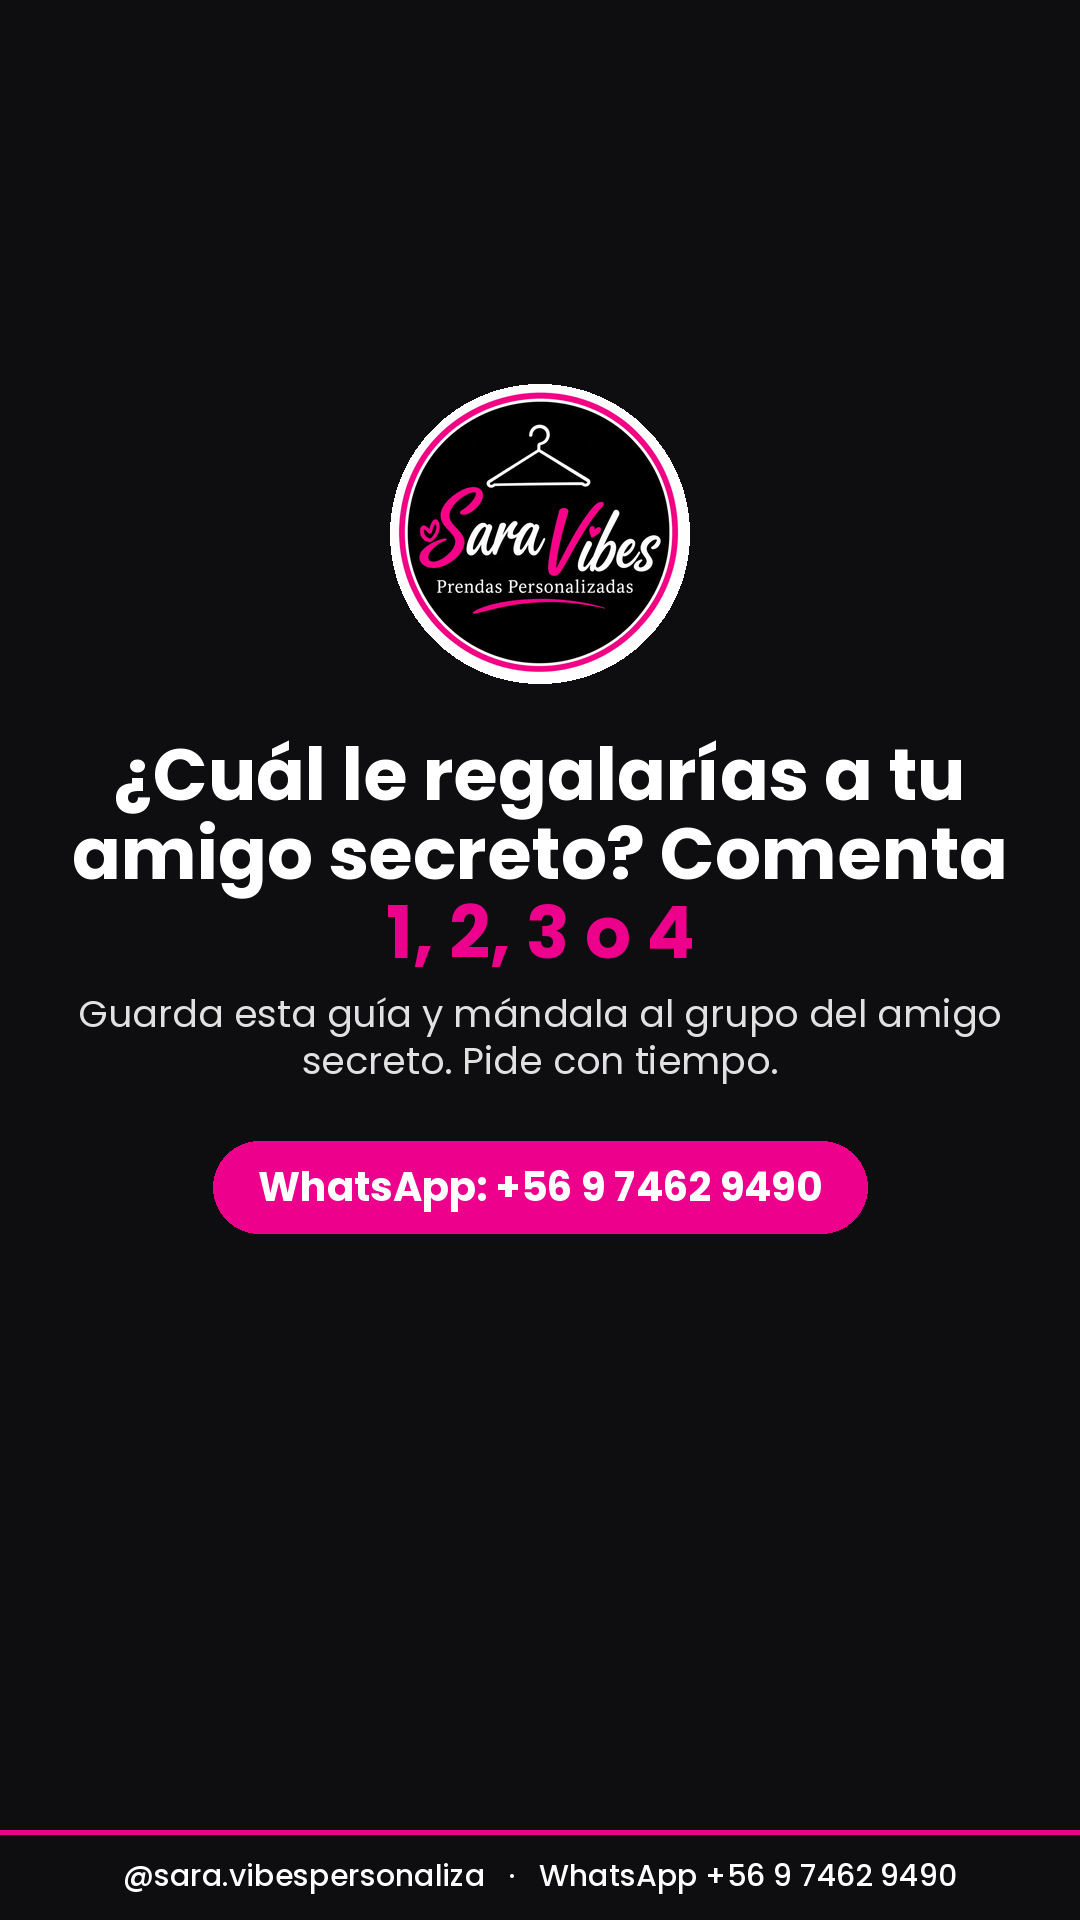 Sara Vibes
Prendas Personalizadas
¿Cuál le regalarías a tu
amigo secreto? Comenta
1, 2, 3 o 4
Guarda esta guía y mándala al grupo del amigo
secreto. Pide con tiempo.
WhatsApp: +56 9 7462 9490
@sara.vibespersonaliza · WhatsApp +56 9 7462 9490